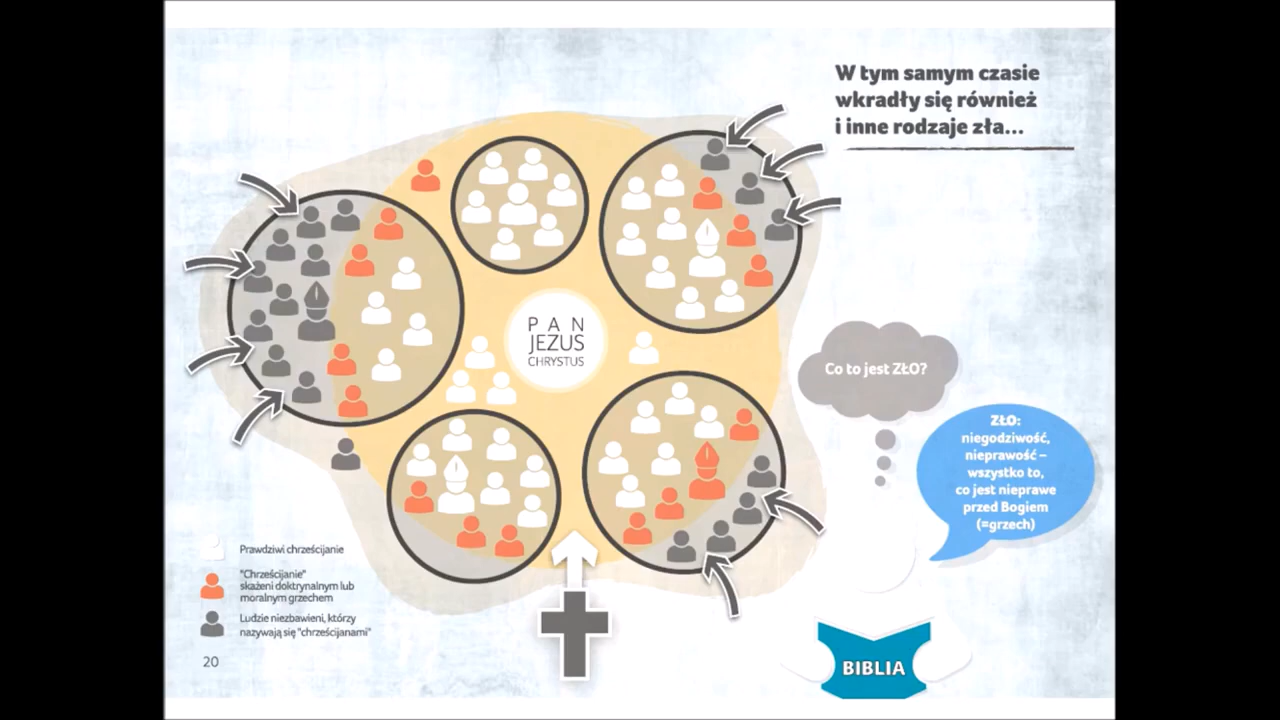 W tym samym czasie
wkradły się również
i inne rodzaje zła...
PAN
JEZUS
CHRYSTUS
Co to jest ZŁO?
ZŁO:
niegodziwość,
nieprawość –
wszystko to,
co jest nieprawe
przed Bogiem
(=grzech)
Prawdziwi chrześcijanie
"Chrześcijanie"
skażeni doktrynalnym lub
moralnym grzechem
Ludzie niezbawieni, którzy
nazywają się "chrześcijanami"
20
BIBLIA